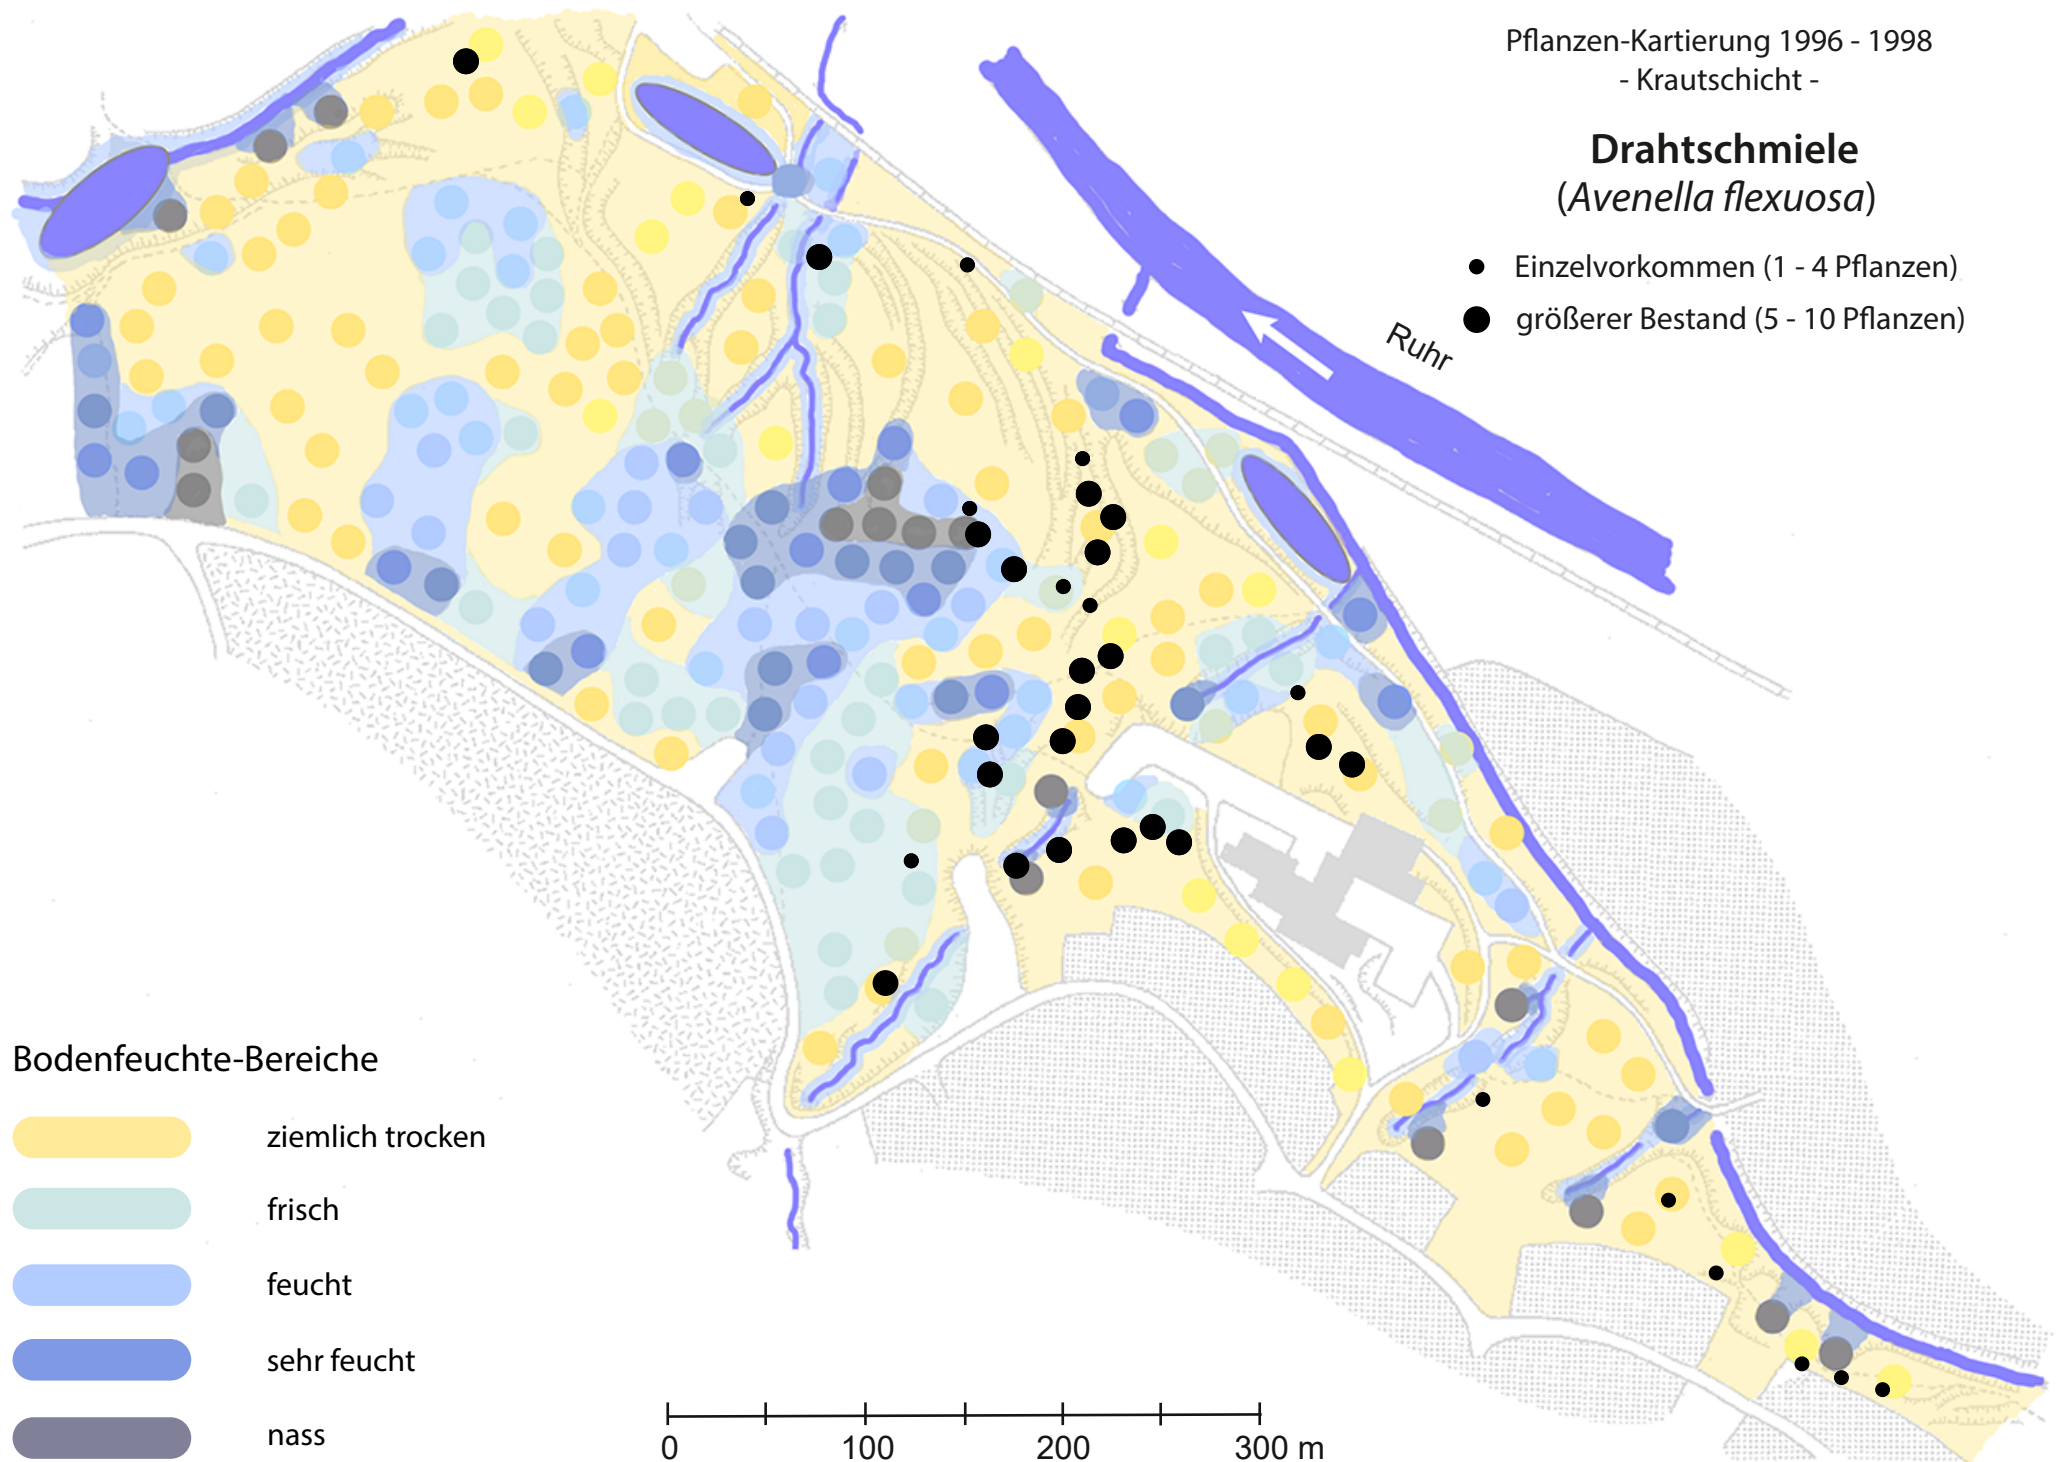 Pflanzen-Kartierung 1996 - 1998
- Krautschicht -
Drahtschmiele
(Avenella flexuosa)
Einzelvorkommen (1 - 4 Pflanzen)
größerer Bestand (5 - 10 Pflanzen)
Ruhr
Bodenfeuchte-Bereiche
ziemlich trocken
frisch
feucht
sehr feucht
nass
0 100 200 300 m